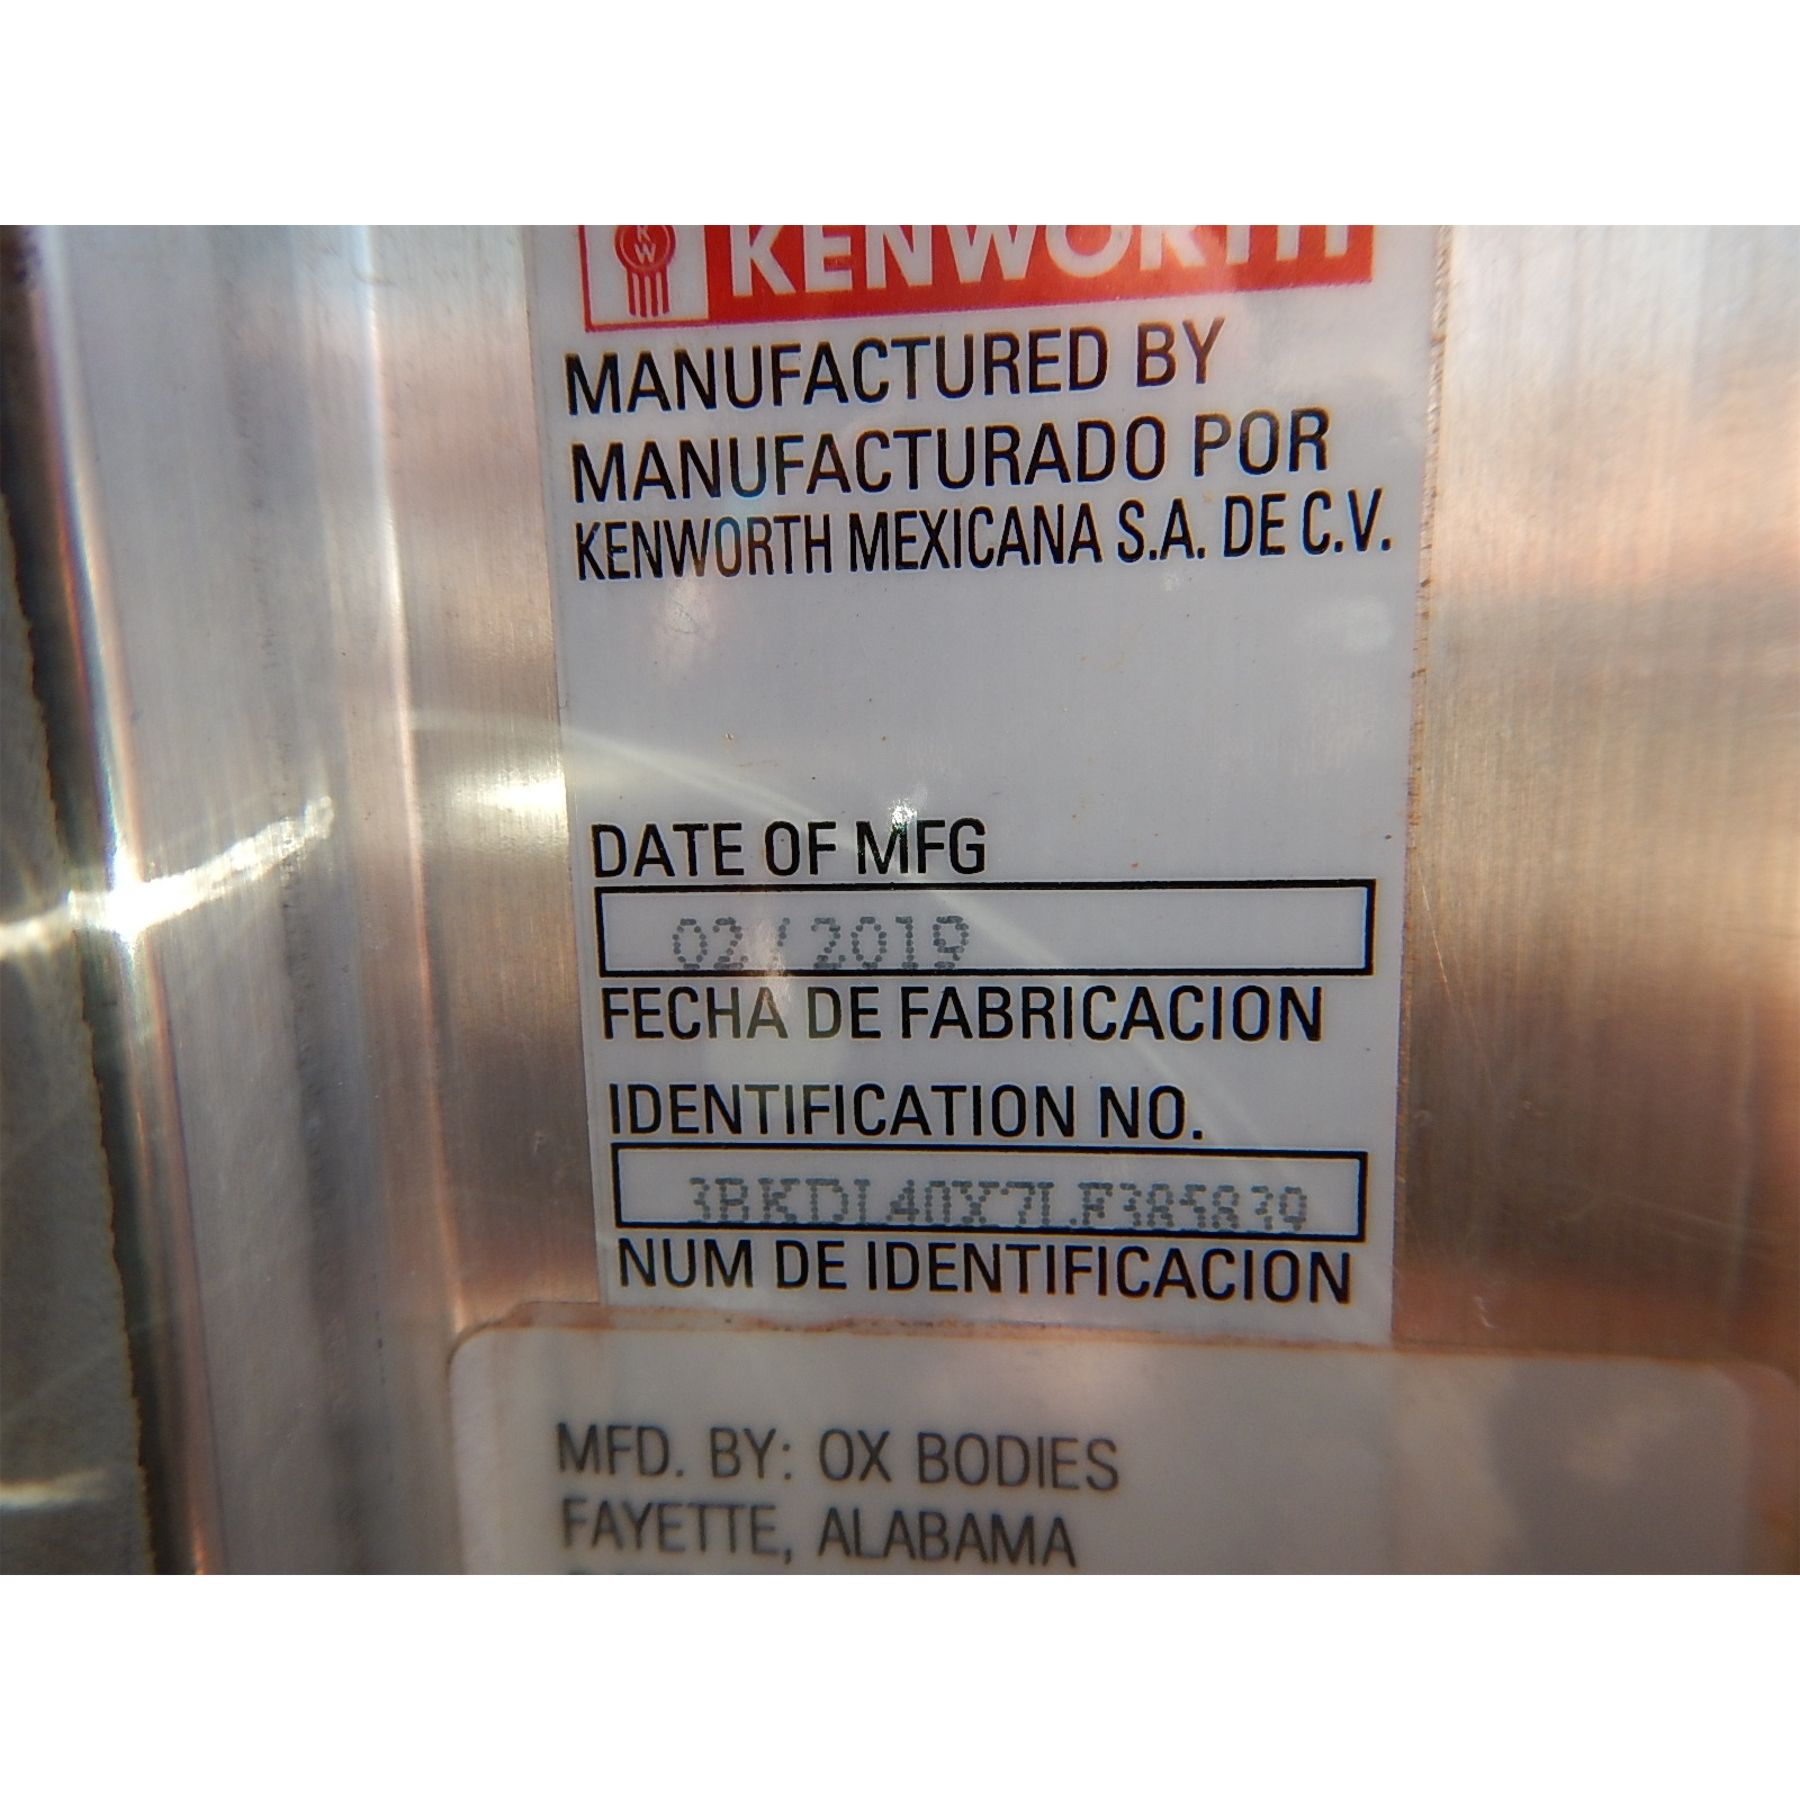 KW
KENWORTH
MANUFACTURED BY
MANUFACTURADO POR
KENWORTH MEXICANA S.A. DE C.V.
DATE OF MFG
02/2019
FECHA DE FABRICACION
IDENTIFICATION NO.
3BKDL40X7LF385839
NUM DE IDENTIFICACION
MFD. BY: OX BODIES
FAYETTE, ALABAMA